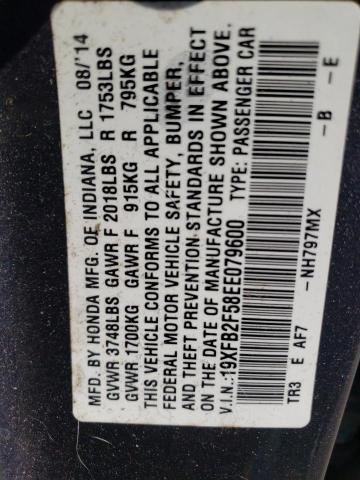 MFD. BY HONDA MFG. OF INDIANA, LLC 08/'14
GVWR 3748LBS GAWR F 2018LBS R 1753LBS
GVWR 1700KG GAWR F 915KG R 795KG
THIS VEHICLE CONFORMS TO ALL APPLICABLE
FEDERAL MOTOR VEHICLE SAFETY, BUMPER,
AND THEFT PREVENTION STANDARDS IN EFFECT
ON THE DATE OF MANUFACTURE SHOWN ABOVE.
V.I.N.:19XFB2F58EE079600 TYPE: PASSENGER CAR
TR3 E AF7 -NH797MX -B -E